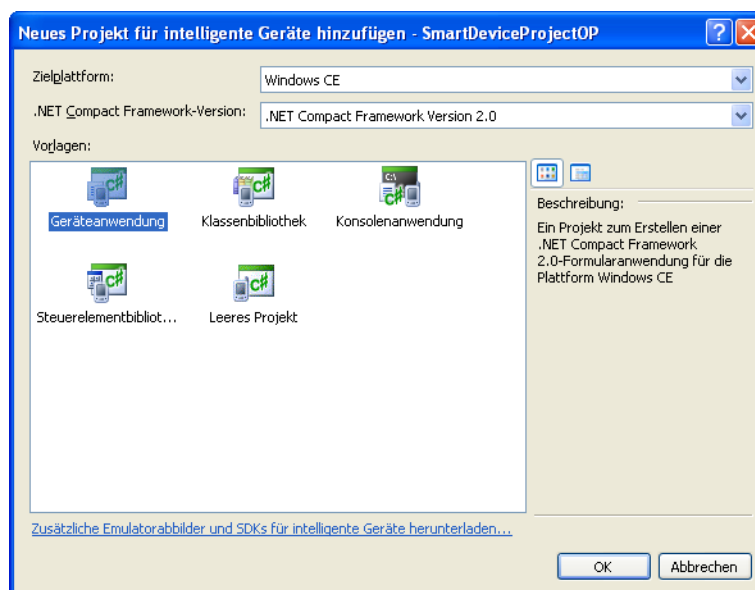 Neues Projekt für intelligente Geräte hinzufügen - SmartDeviceProjectOP
Zielplattform:
Windows CE
.NET Compact Framework-Version:
.NET Compact Framework Version 2.0
Vorlagen:
Geräteanwendung
Klassenbibliothek
Konsolenanwendung
Steuerelementbibliot...
Leeres Projekt
Beschreibung:
Ein Projekt zum Erstellen einer
.NET Compact Framework
2.0-Formularanwendung für die
Plattform Windows CE
Zusätzliche Emulatorabbilder und SDKs für intelligente Geräte herunterladen...
OK
Abbrechen